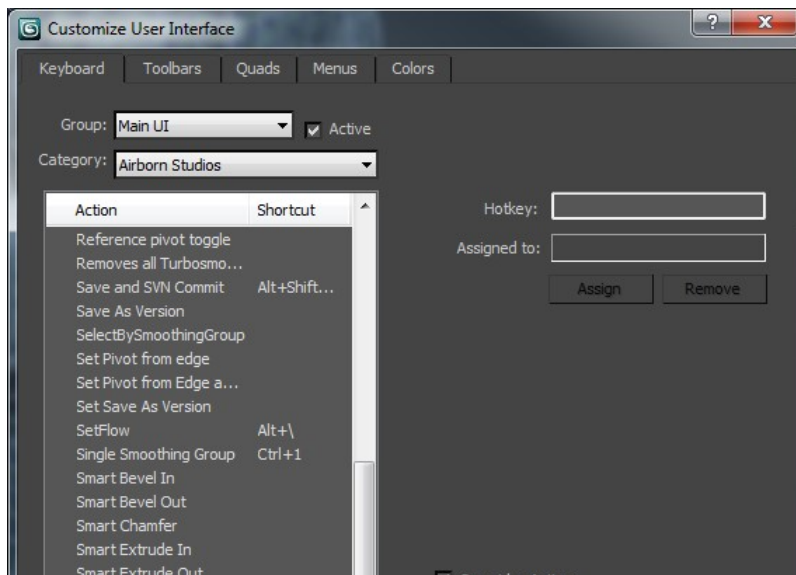 Customize User Interface
Keyboard Toolbars Quads Menus Colors
Group: Main UI Active
Category: Airborn Studios
Action Shortcut
Hotkey:
Reference pivot toggle
Assigned to:
Removes all Turbosmo...
Save and SVN Commit Alt+Shift...
Assign Remove
Save As Version
SelectBySmoothingGroup
Set Pivot from edge
Set Pivot from Edge a...
Set Save As Version
SetFlow Alt+\
Single Smoothing Group Ctrl+1
Smart Bevel In
Smart Bevel Out
Smart Chamfer
Smart Extrude In
Smart Extrude Out